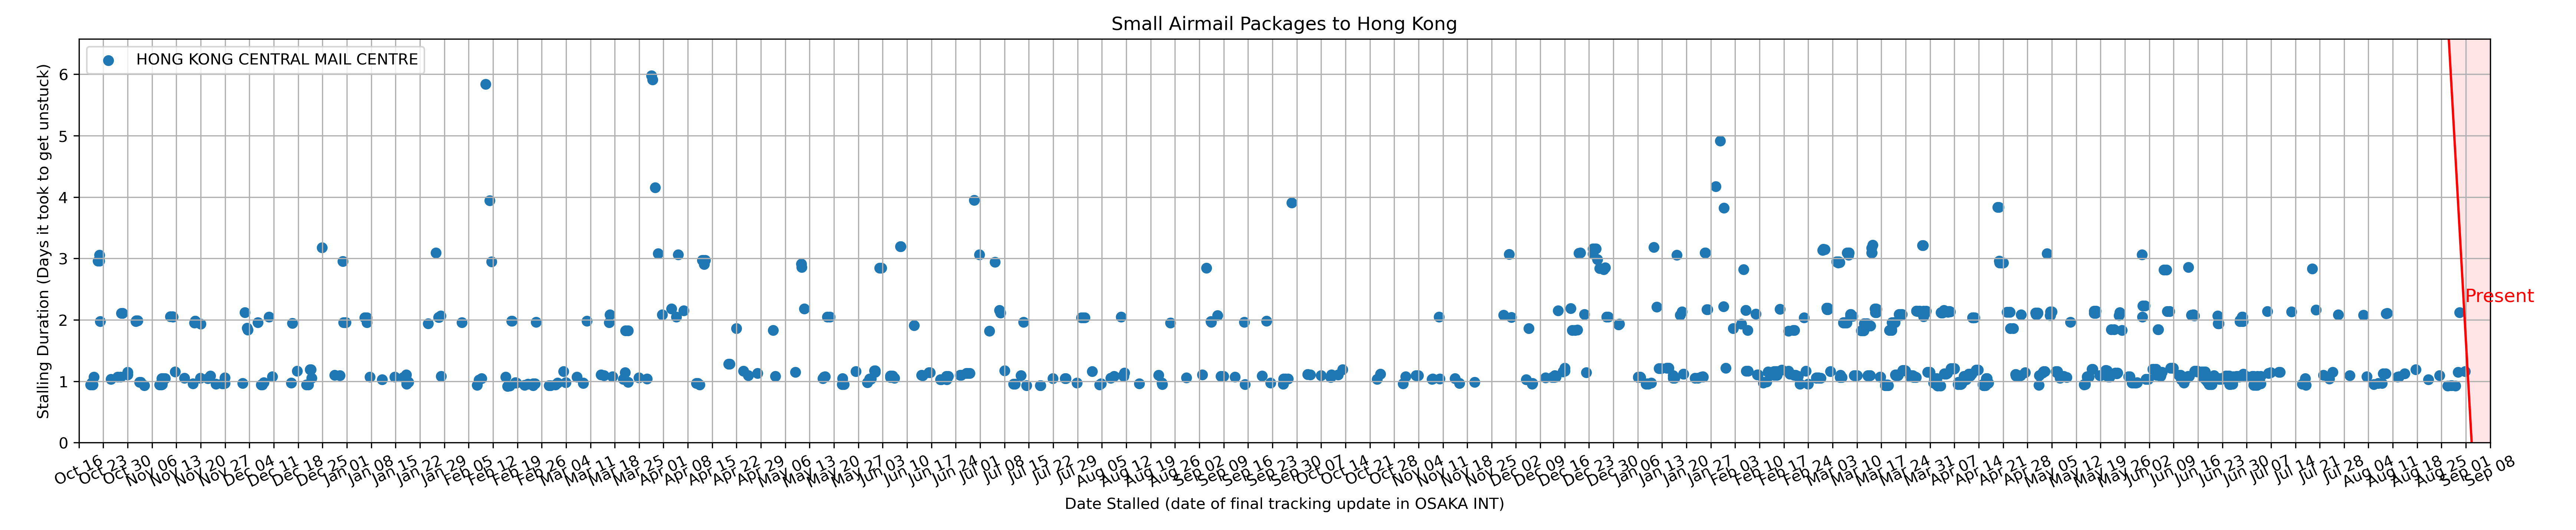 Small Airmail Packages to Hong Kong
HONG KONG CENTRAL MAIL CENTRE
Stalling Duration (Days it took to get unstuck)
6
5
4
3
2
1
0
Present
Oct 16
Oct 23
Oct 30
Nov 06
Nov 13
Nov 20
Nov 27
Dec 04
Dec 11
Dec 18
Dec 25
Jan 01
Jan 08
Jan 15
Jan 22
Jan 29
Feb 05
Feb 12
Feb 19
Feb 26
Mar 04
Mar 11
Mar 18
Mar 25
Apr 01
Apr 08
Apr 15
Apr 22
Apr 29
May 06
May 13
May 20
May 27
Jun 03
Jun 10
Jun 17
Jun 24
Jul 01
Jul 08
Jul 15
Jul 22
Jul 29
Aug 05
Aug 12
Aug 19
Aug 26
Sep 02
Sep 09
Sep 16
Sep 23
Sep 30
Oct 07
Oct 14
Oct 21
Oct 28
Nov 04
Nov 11
Nov 18
Nov 25
Dec 02
Dec 09
Dec 16
Dec 23
Dec 30
Jan 06
Jan 13
Jan 20
Jan 27
Feb 03
Feb 10
Feb 17
Feb 24
Mar 03
Mar 10
Mar 17
Mar 24
Mar 31
Apr 07
Apr 14
Apr 21
Apr 28
May 05
May 12
May 19
May 26
Jun 02
Jun 09
Jun 16
Jun 23
Jun 30
Jul 07
Jul 14
Jul 21
Jul 28
Aug 04
Aug 11
Aug 18
Aug 25
Sep 01
Sep 08
Date Stalled (date of final tracking update in OSAKA INT)